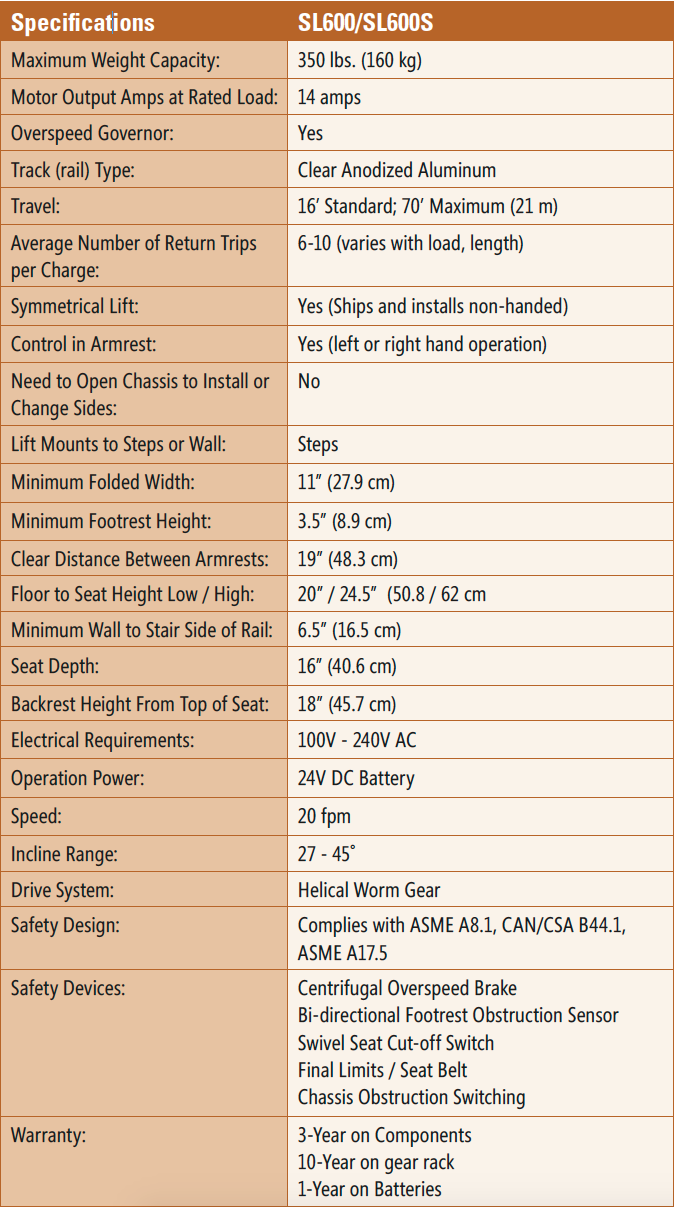 Specifications SL600/SL600S
Maximum Weight Capacity: 350 lbs. (160 kg)
Motor Output Amps at Rated Load: 14 amps
Overspeed Governor: Yes
Track (rail) Type: Clear Anodized Aluminum
Travel: 16′ Standard; 70′ Maximum (21 m)
Average Number of Return Trips 6-10 (varies with load, length)
per Charge:
Symmetrical Lift: Yes (Ships and installs non-handed)
Control in Armrest: Yes (left or right hand operation)
Need to Open Chassis to Install or No
Change Sides:
Lift Mounts to Steps or Wall: Steps
Minimum Folded Width: 11″ (27.9 cm)
Minimum Footrest Height: 3.5″ (8.9 cm)
Clear Distance Between Armrests: 19″ (48.3 cm)
Floor to Seat Height Low / High: 20″ / 24.5″ (50.8 / 62 cm
Minimum Wall to Stair Side of Rail: 6.5″ (16.5 cm)
Seat Depth: 16″ (40.6 cm)
Backrest Height From Top of Seat: 18″ (45.7 cm)
Electrical Requirements: 100V - 240V AC
Operation Power: 24V DC Battery
Speed: 20 fpm
Incline Range: 27 - 45˚
Drive System: Helical Worm Gear
Safety Design: Complies with ASME A8.1, CAN/CSA B44.1,
ASME A17.5
Safety Devices: Centrifugal Overspeed Brake
Bi-directional Footrest Obstruction Sensor
Swivel Seat Cut-off Switch
Final Limits / Seat Belt
Chassis Obstruction Switching
Warranty: 3-Year on Components
10-Year on gear rack
1-Year on Batteries